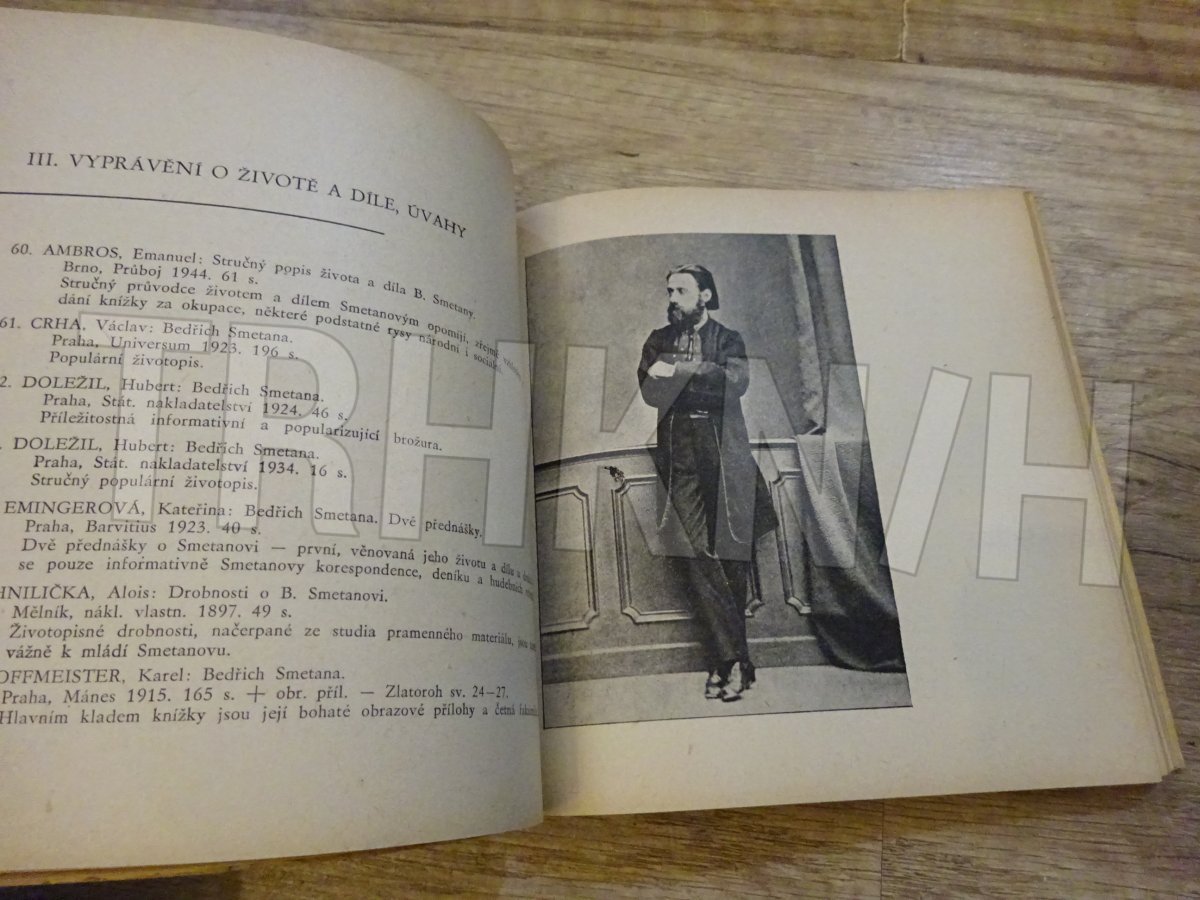 III. VYPRÁVĚNÍ O ŽIVOTĚ A DÍLE, ÚVAHY
60. AMBROS, Emanuel: Stručný popis života a díla B. Smetany.
Brno, Průboj 1944. 61 s.
Stručný průvodce životem a dílem Smetanovým opomíjí, zřejmě
dání knížky za okupace, některé podstatné rysy národní i
61. CRHA, Václav: Bedřich Smetana.
Praha, Universum 1923. 196 s.
Populární životopis.
2. DOLEŽIL, Hubert: Bedřich Smetana.
Praha, Stát. nakladatelství 1924. 46 s.
Příležitostná informativní a popularizující brožura.
. DOLEŽIL, Hubert: Bedřich Smetana.
Praha, Stát. nakladatelství 1934. 16 s.
Stručný populární životopis.
EMINGEROVÁ, Kateřina: Bedřich Smetana. Dvě přednášky.
Praha, Barvitius 1923. 40 s.
Dvě přednášky o Smetanovi — první, věnovaná jeho životu a dílu a
se pouze informativně Smetanovy korespondence, deníku a hudebních
HNILIČKA, Alois: Drobnosti o B. Smetanovi.
Mělník, nákl. vlastn. 1897. 49 s.
Životopisné drobnosti, načerpané ze studia pramenného materiálu, jsou
vážně k mládí Smetanovu.
OFFMEISTER, Karel: Bedřich Smetana.
Praha, Mánes 1915. 165 s. + obr. příl. — Zlatoroh sv. 24—27.
Hlavním kladem knížky jsou její bohaté obrazové přílohy a četná
TRHKNIH